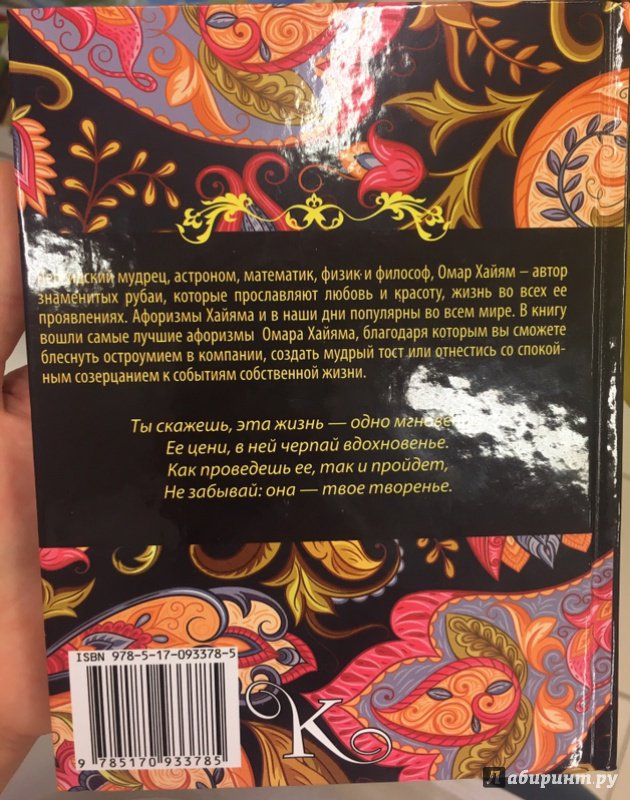 мудрец, астроном, математик, физик и философ, Омар Хайям – автор
знаменитых рубаи, которые прославляют любовь и красоту, жизнь во всех ее
проявлениях. Афоризмы Хайяма и в наши дни популярны во всем мире. В книгу
вошли самые лучшие афоризмы Омара Хайяма, благодаря которым вы сможете
блеснуть остроумием в компании, создать мудрый тост или отнестись со спокой-
ным созерцанием к событиям собственной жизни.
Ты скажешь, эта жизнь — одно
Ее цени, в ней черпай вдохновенье.
Как проведешь ее, так и пройдет,
Не забывай: она — твое творенье.
ISBN 978-5-17-093378-5
9 785170 933785
К
Лабиринт.ру